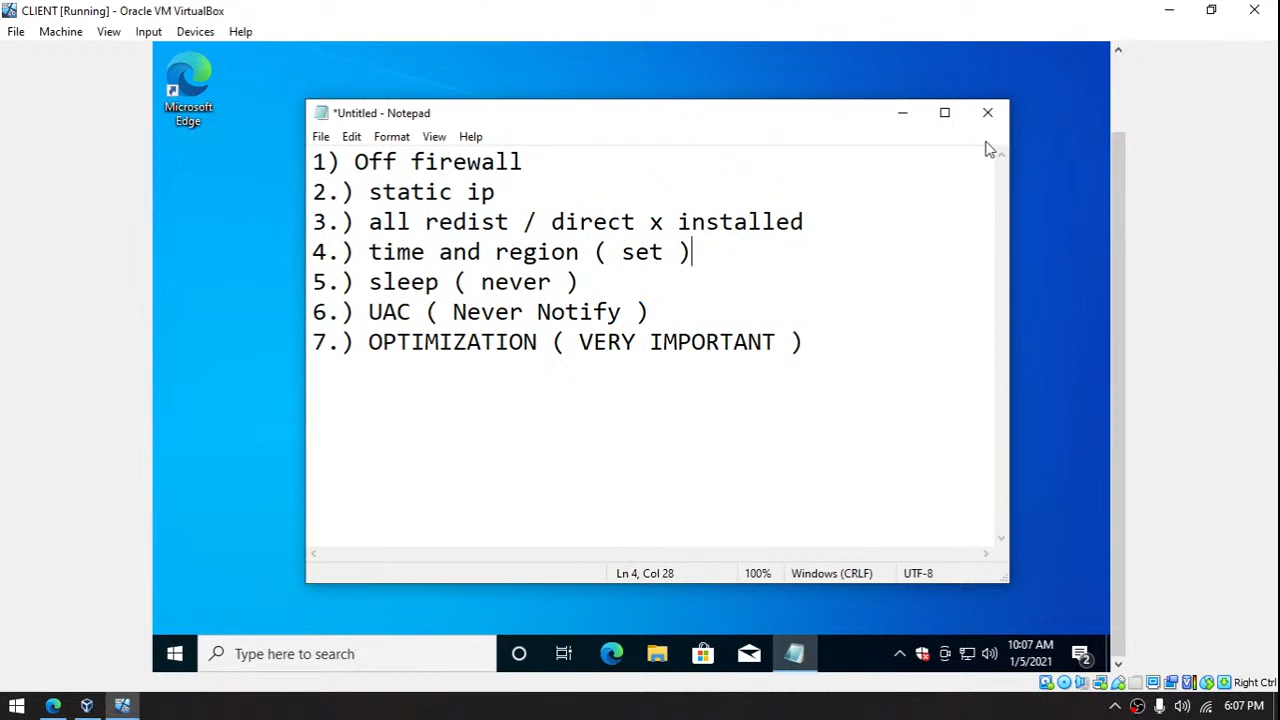 CLIENT [Running] - Oracle VM VirtualBox
File Machine View Input Devices Help
Microsoft
Edge
*Untitled - Notepad
File Edit Format View Help
1) Off firewall
2.) static ip
3.) all redist / direct x installed
4.) time and region ( set )
5.) sleep ( never )
6.) UAC ( Never Notify )
7.) OPTIMIZATION ( VERY IMPORTANT )
Ln 4, Col 28 100% Windows (CRLF) UTF-8
Type here to search
10:07 AM
1/5/2021
2
Right Ctrl
6:07 PM